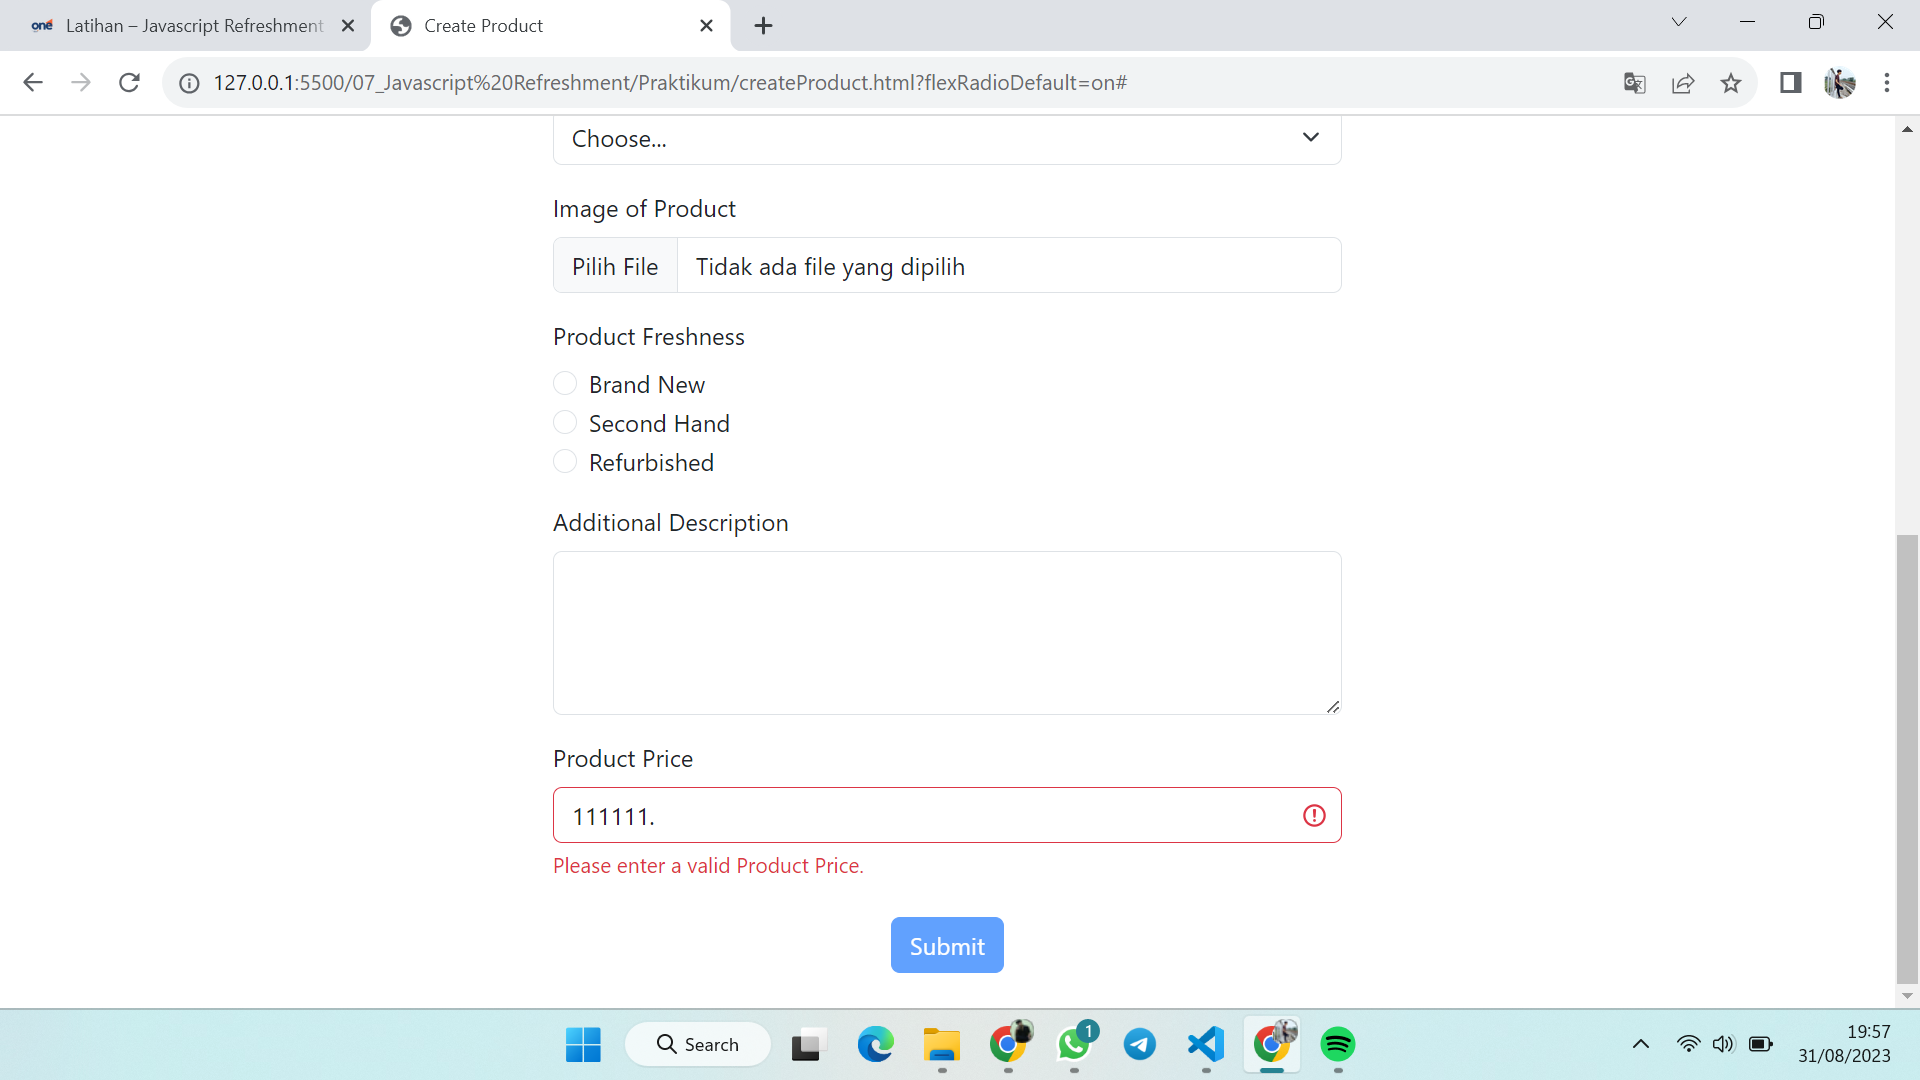 one Latihan – Javascript Refreshment
Create Product
127.0.0.1:5500/07_Javascript%20Refreshment/Praktikum/createProduct.html?flexRadioDefault=on#
Choose...
Image of Product
Pilih File Tidak ada file yang dipilih
Product Freshness
Brand New
Second Hand
Refurbished
Additional Description
Product Price
111111.
Please enter a valid Product Price.
Submit
Search
1
19:57
31/08/2023